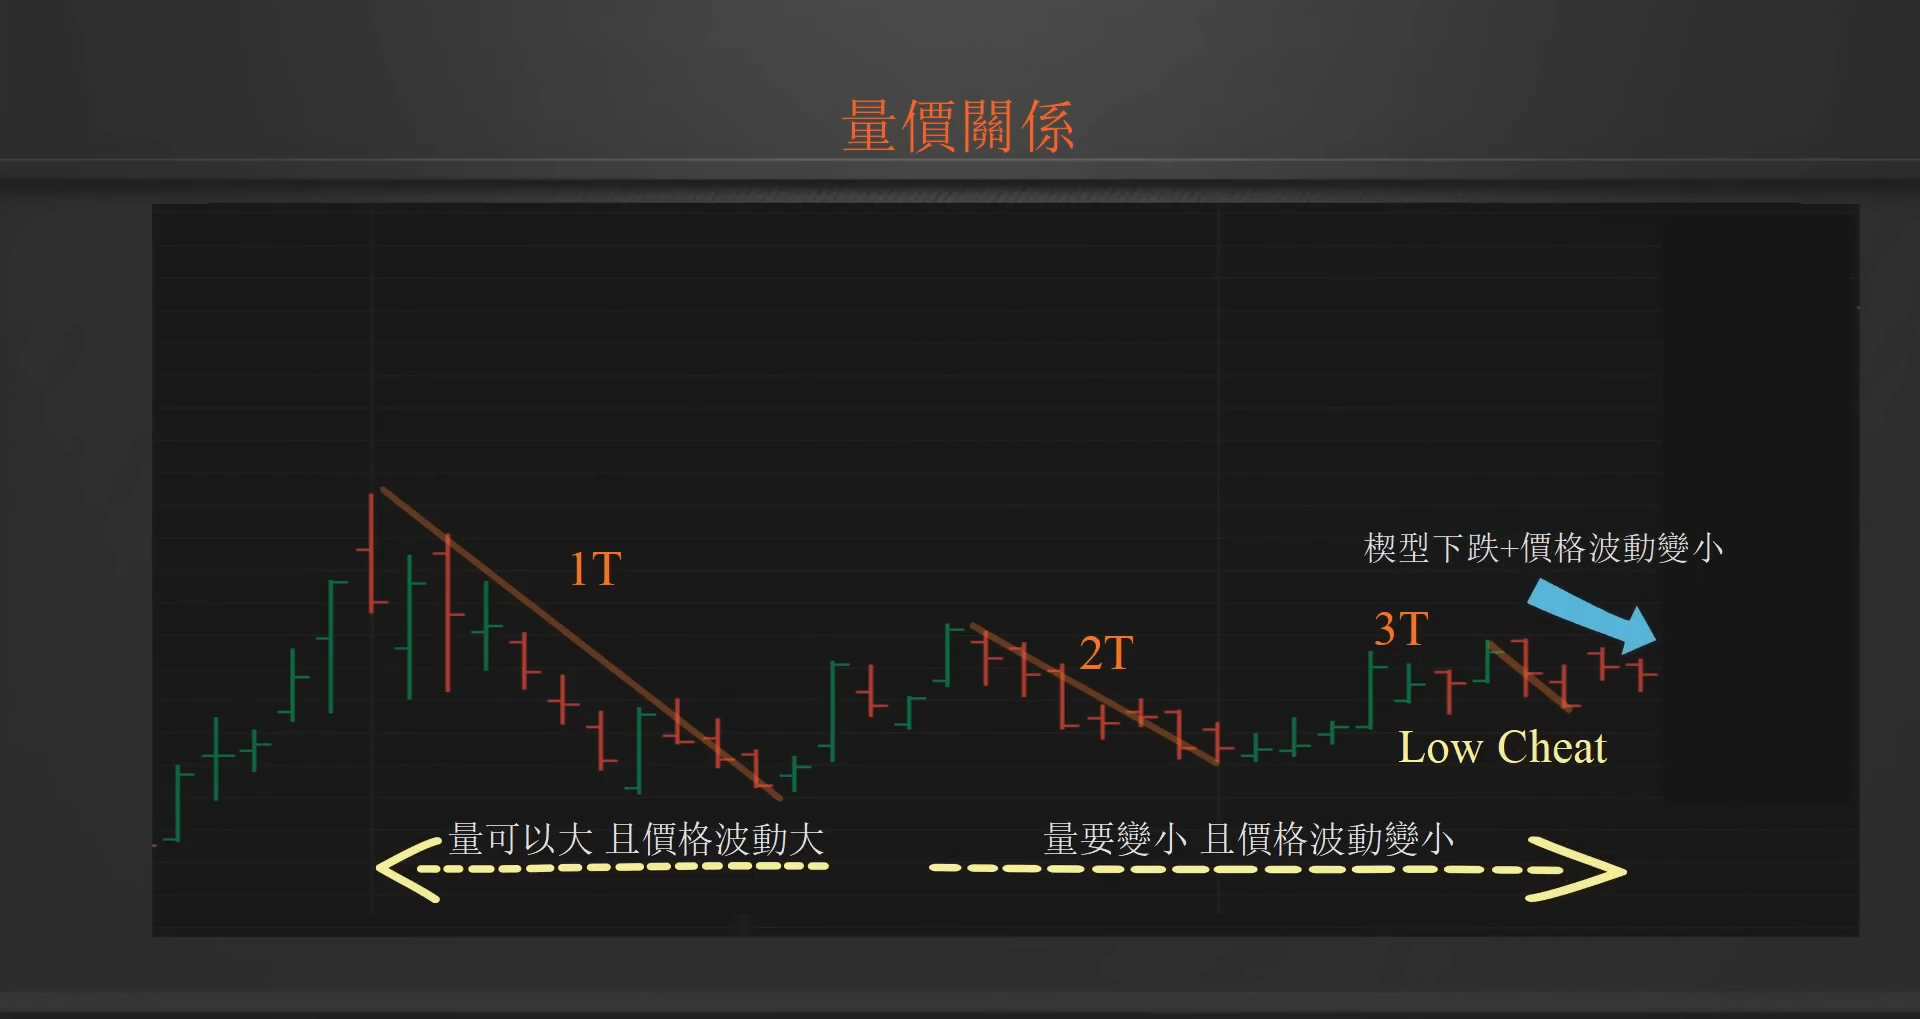 量價關係
1T
楔型下跌+價格波動變小
3T
2T
Low Cheat
量可以大 且價格波動大
量要變小 且價格波動變小